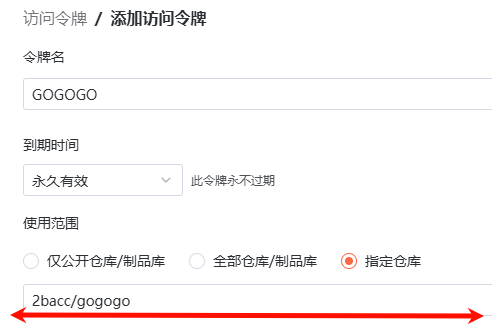 访问令牌 / 添加访问令牌
令牌名
GOGOGO
到期时间
永久有效 此令牌永不过期
使用范围
仅公开仓库/制品库 全部仓库/制品库 指定仓库
2bacc/gogogo